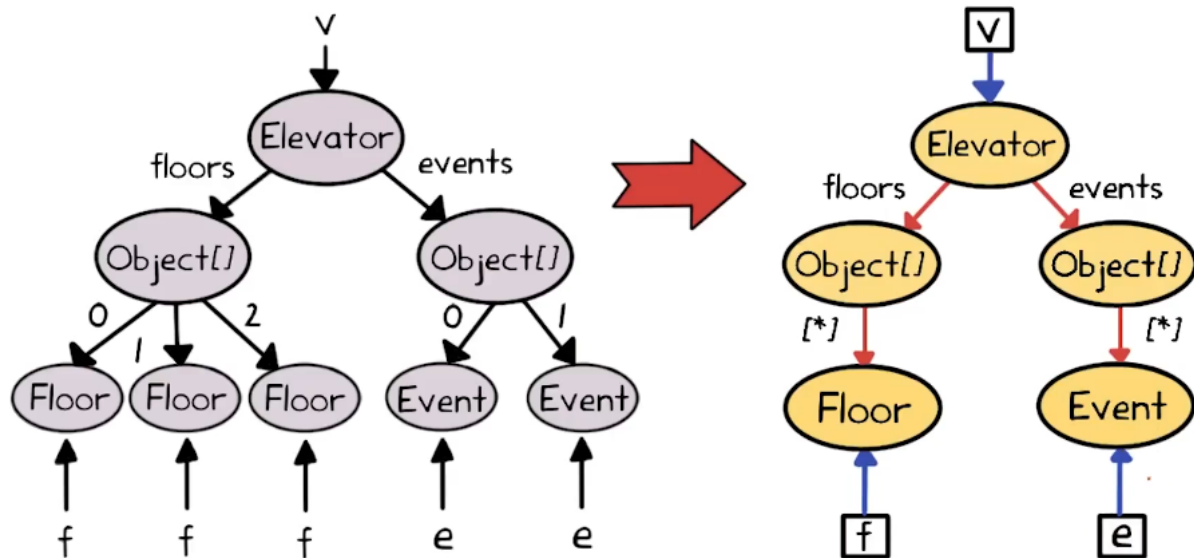 v
Elevator
floors
events
Object[]
Object[]
0
1
2
0
1
Floor
Floor
Floor
Event
Event
f
f
f
e
e
v
Elevator
floors
events
Object[]
Object[]
[*]
[*]
Floor
Event
f
e